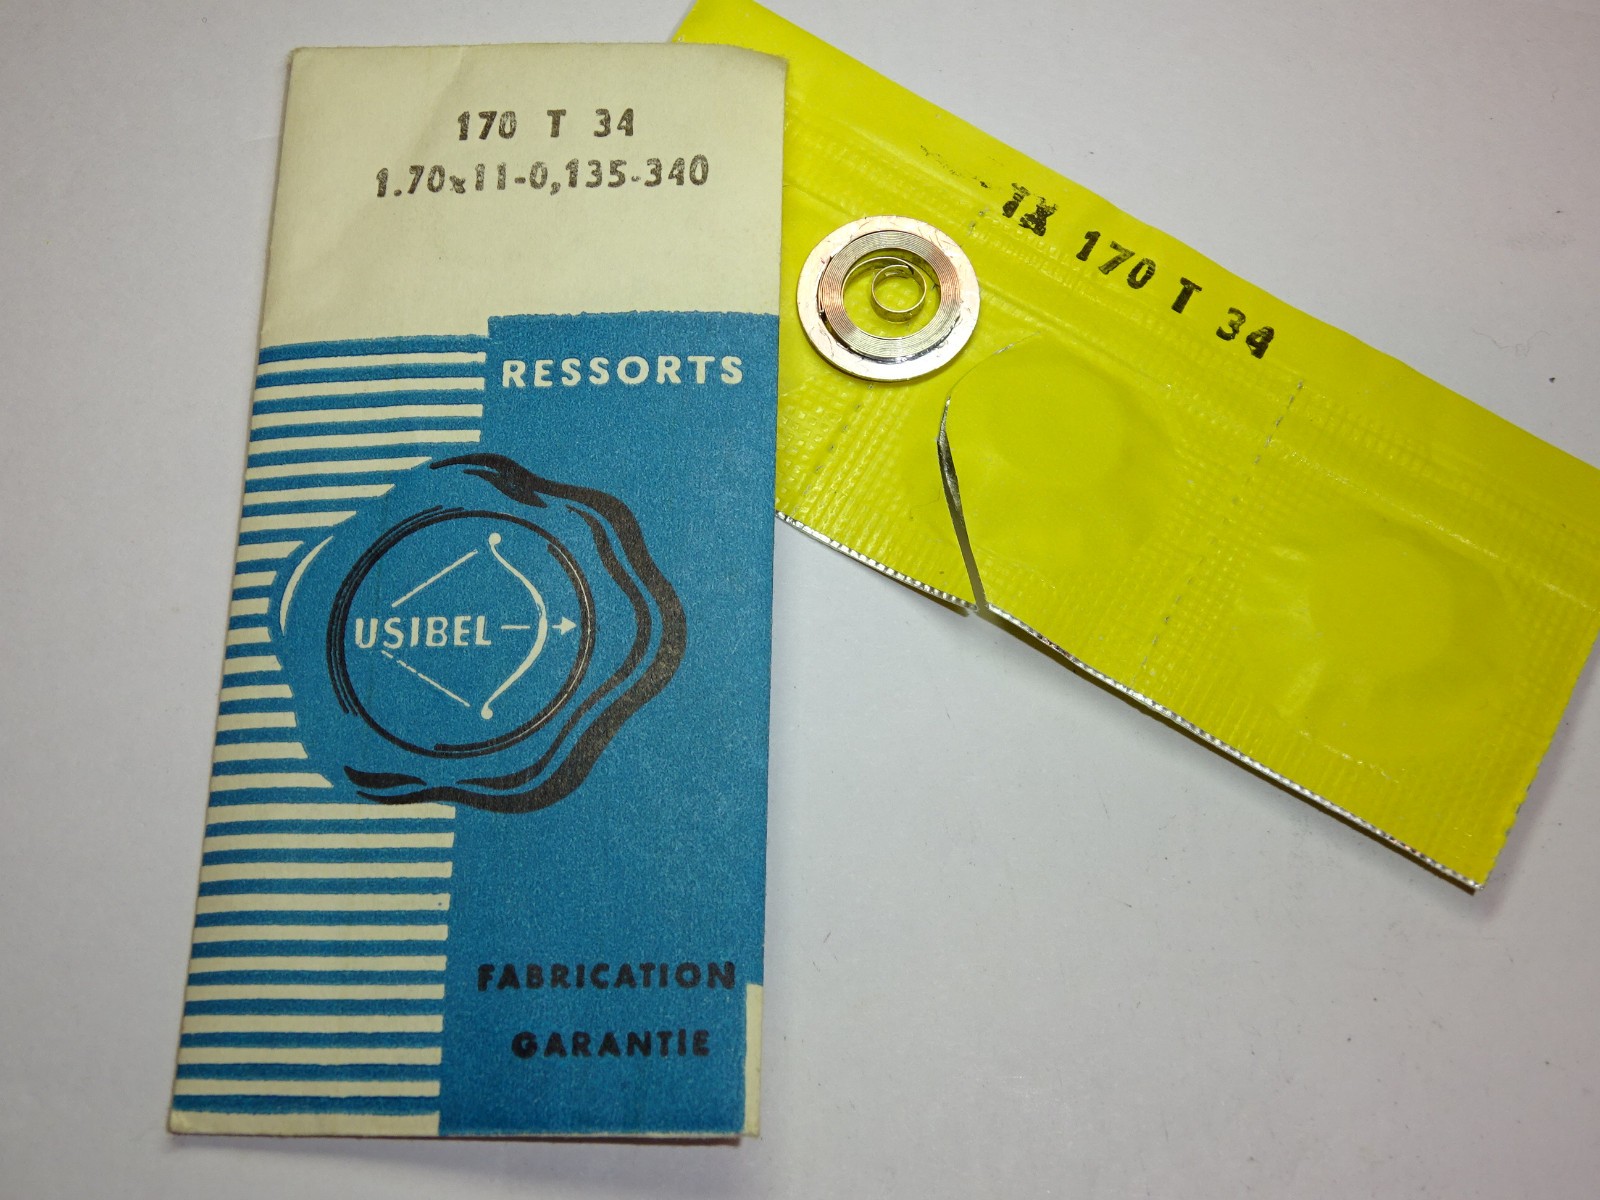 170 T 34
1.70x11-0,135-340
RESSORTS
USIBEL
FABRICATION
GARANTIE
170 T 34